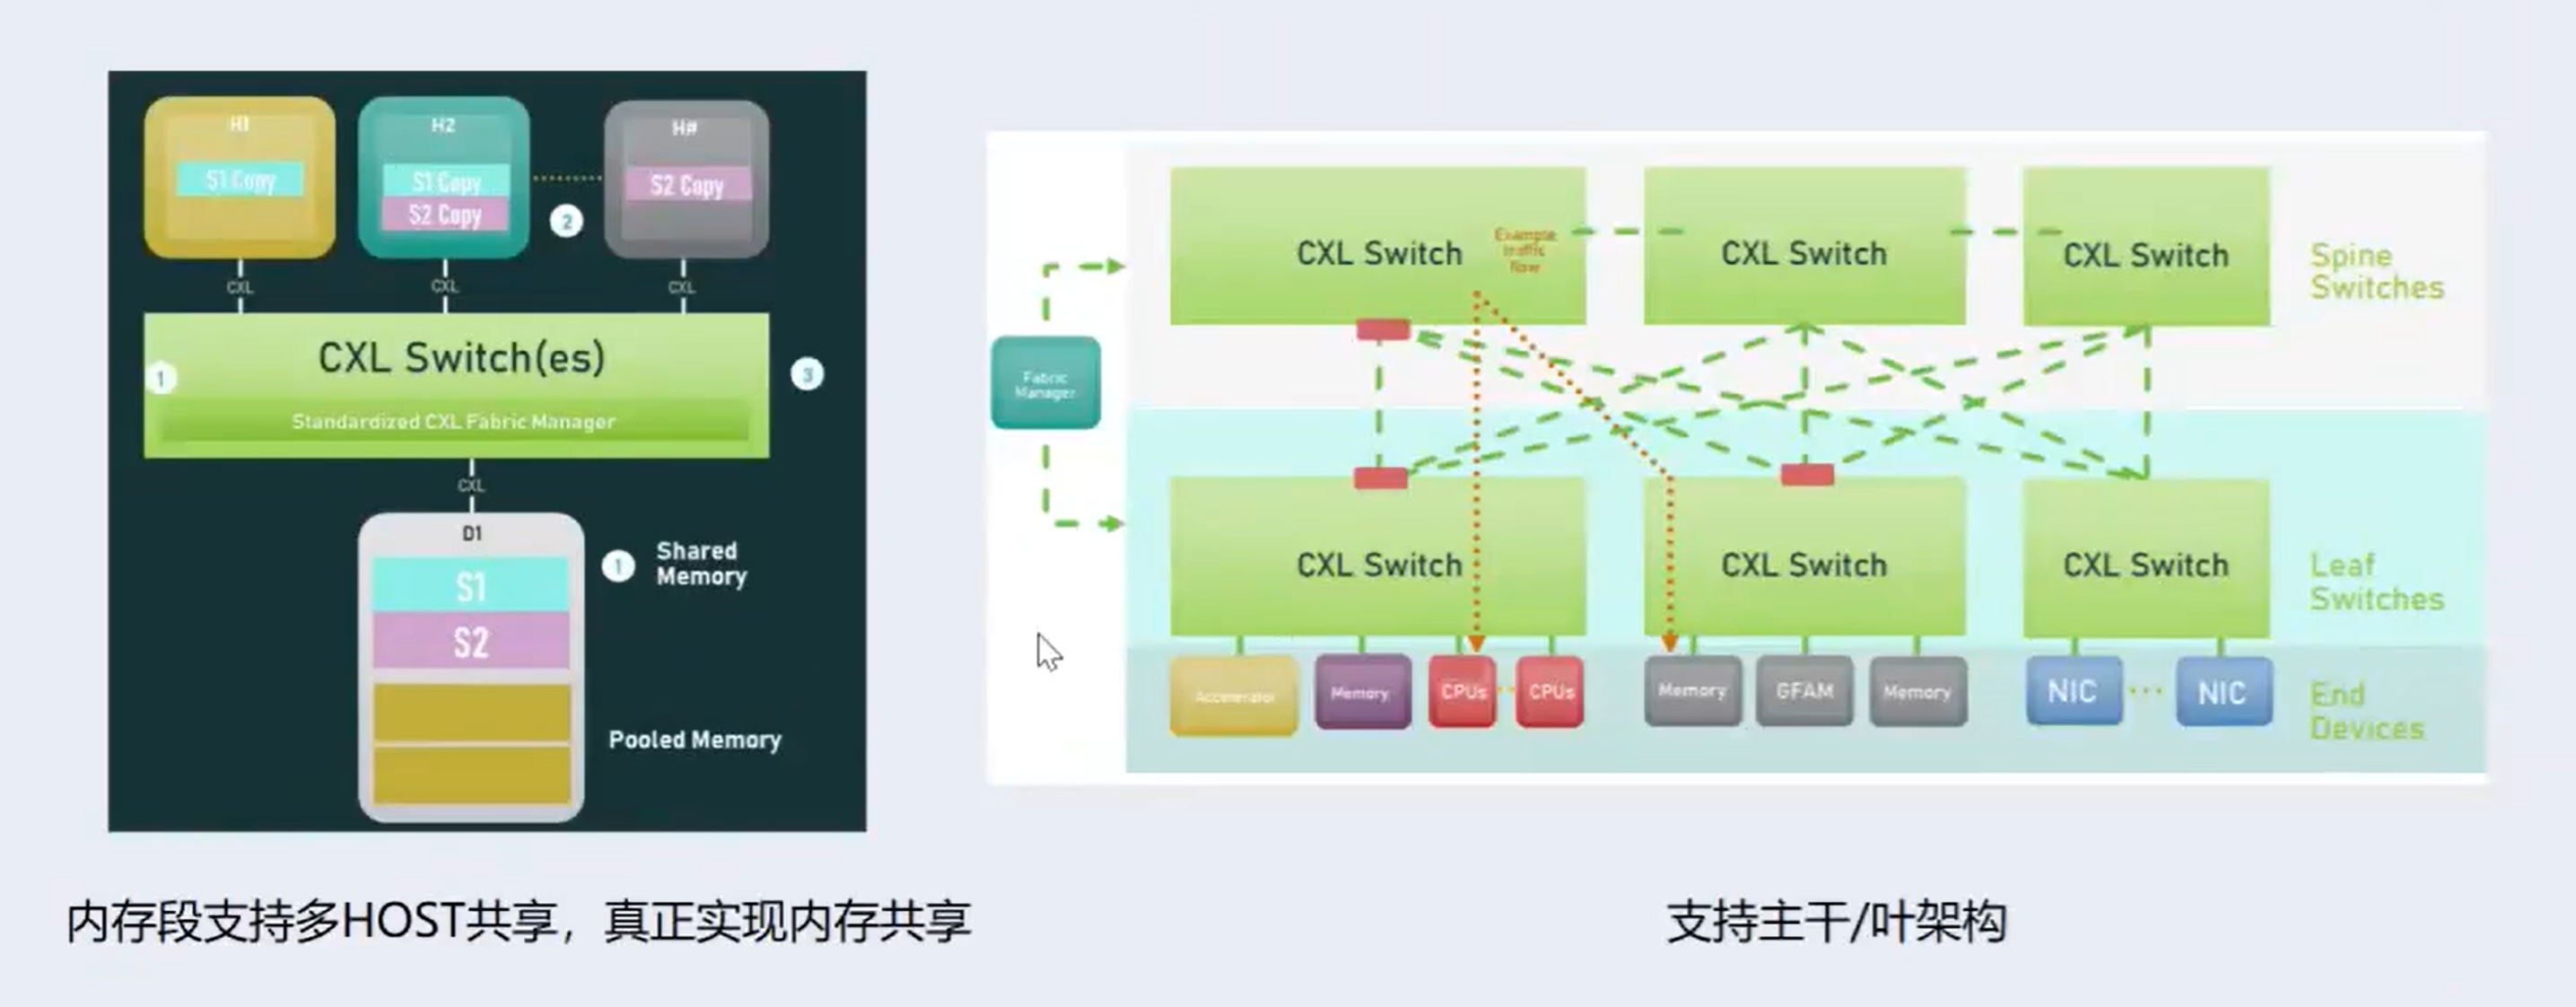 H1
S1 Copy
H2
S1 Copy
S2 Copy
H#
S2 Copy
2
CXL
CXL
CXL
CXL Switch(es)
1
3
Standardized CXL Fabric Manager
CXL
D1
S1
S2
1
Shared
Memory
Pooled Memory
内存段支持多HOST共享，真正实现内存共享
Fabric
Manager
CXL Switch
Example
traffic
flow
CXL Switch
CXL Switch
Spine
Switches
CXL Switch
CXL Switch
CXL Switch
Leaf
Switches
Accelerator
Memory
CPUs
CPUs
Memory
GFAM
Memory
NIC
NIC
End
Devices
支持主干/叶架构